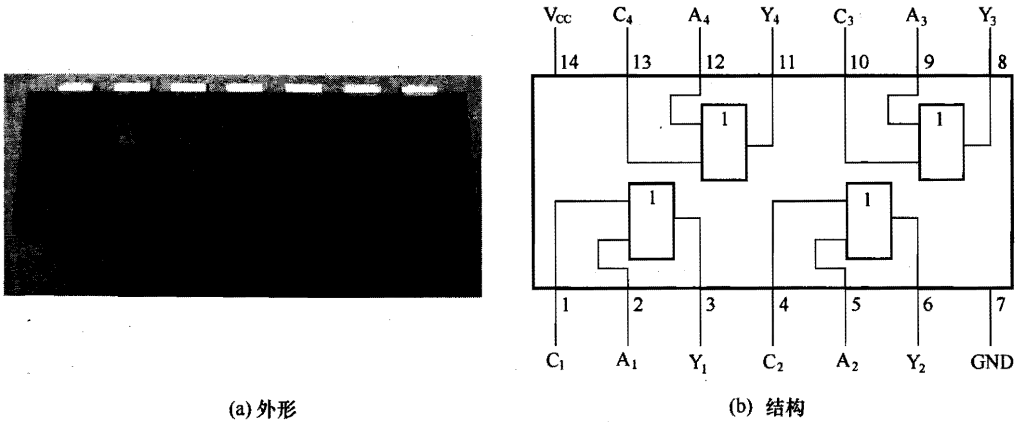 V_CC C_4 A_4 Y_4 C_3 A_3 Y_3
14 13 12 11 10 9 8
1 1
1 1
1 2 3 4 5 6 7
C_1 A_1 Y_1 C_2 A_2 Y_2 GND
(a) 外形 (b) 结构